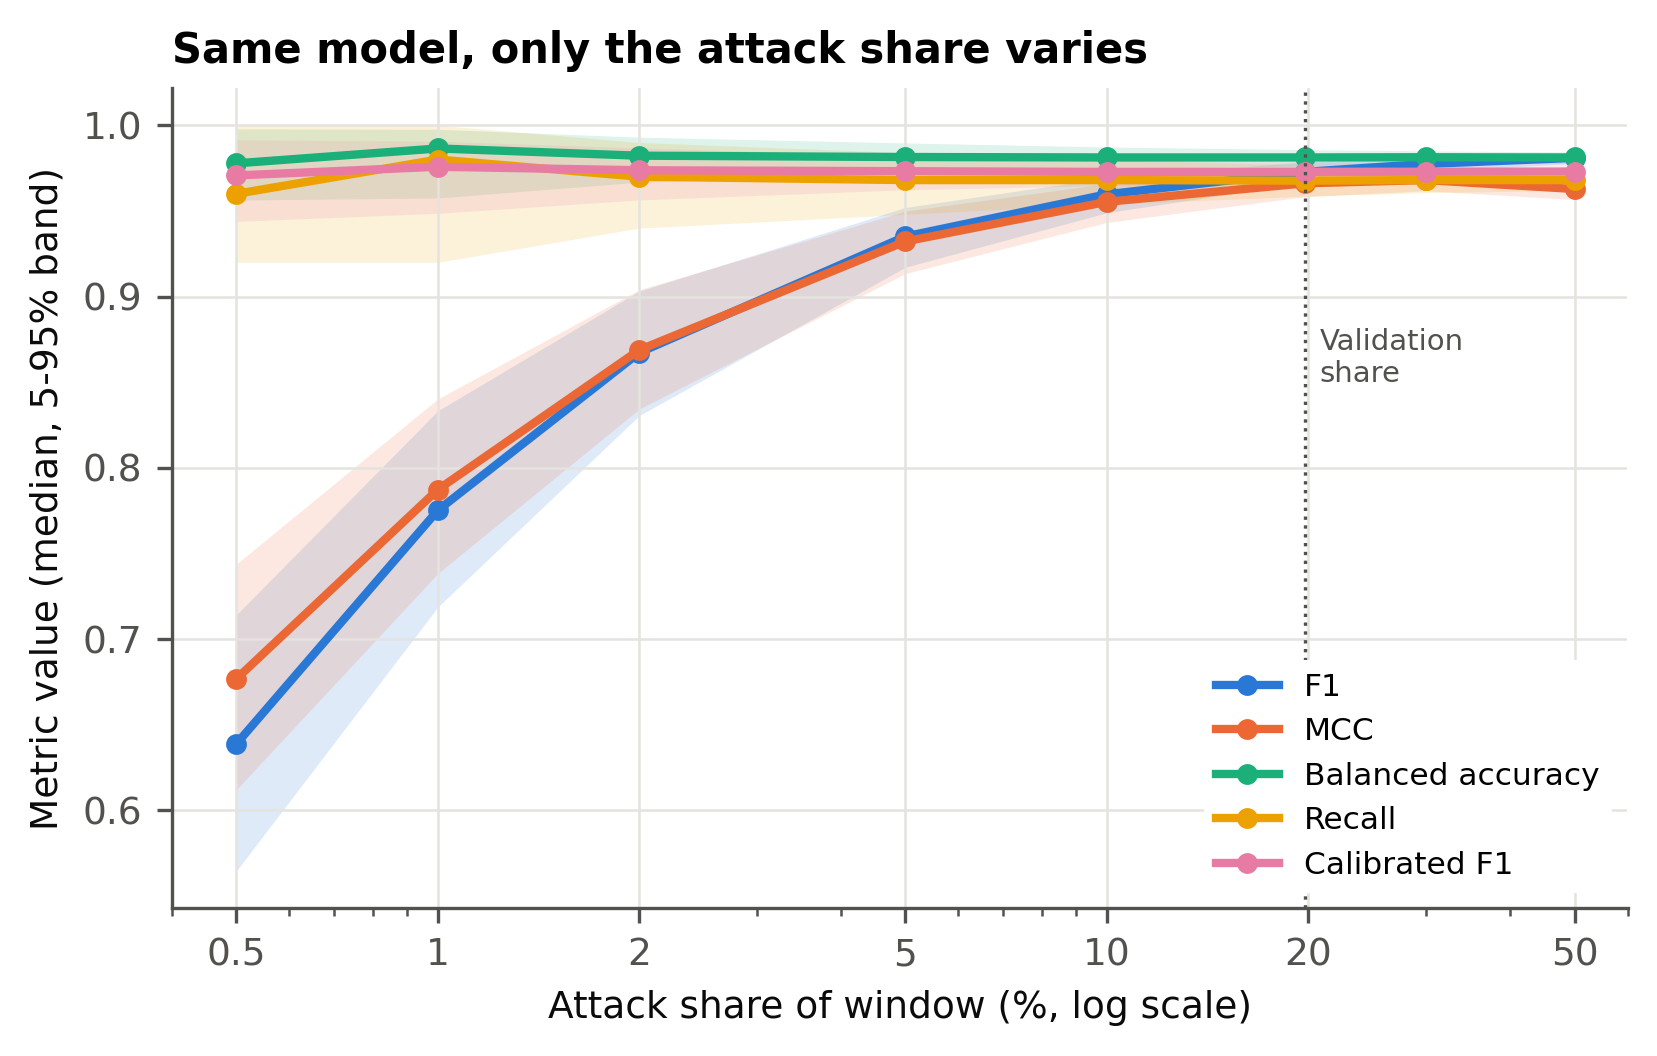 Same model, only the attack share varies
Metric value (median, 5-95% band)
1.0
0.9
0.8
0.7
0.6
Validation
share
F1
MCC
Balanced accuracy
Recall
Calibrated F1
0.5 1 2 5 10 20 50
Attack share of window (%, log scale)